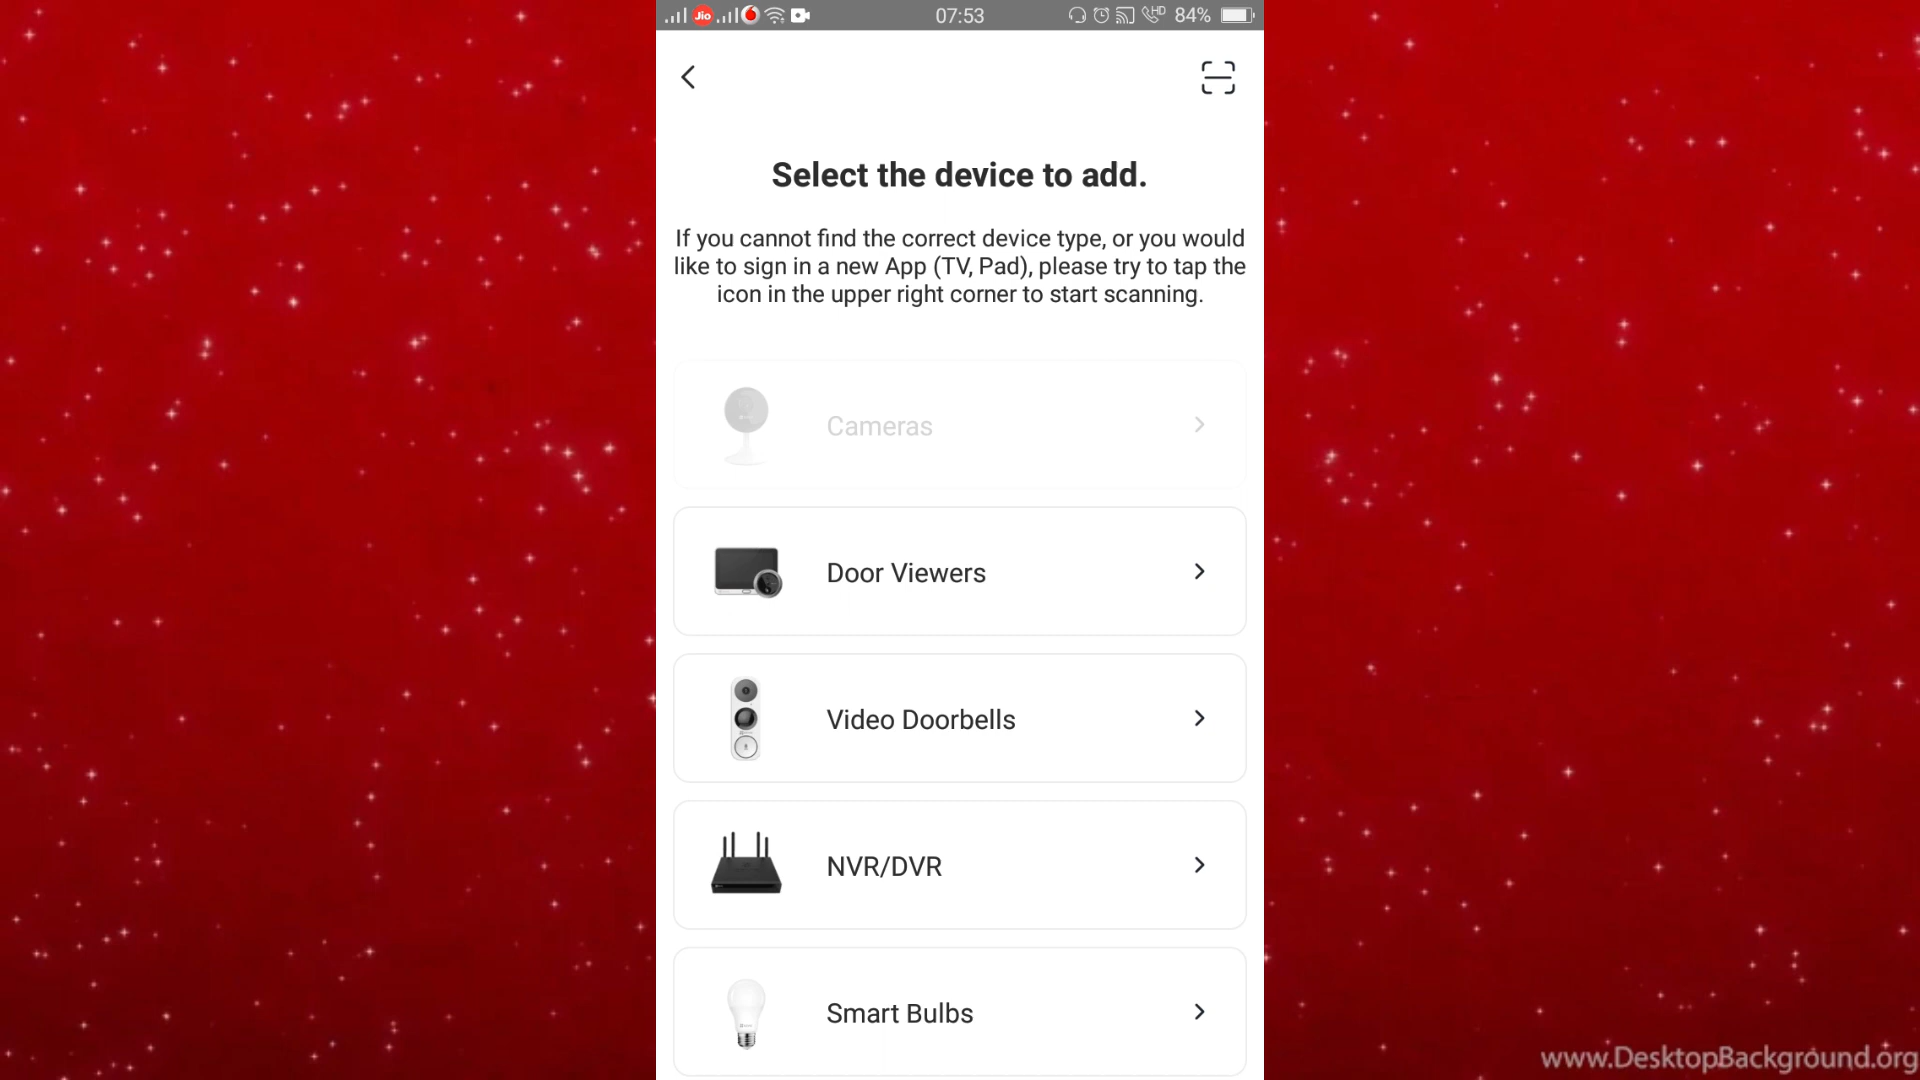 Jio
07:53
HD
84%
Select the device to add.
If you cannot find the correct device type, or you would
like to sign in a new App (TV, Pad), please try to tap the
icon in the upper right corner to start scanning.
Cameras
Door Viewers
Video Doorbells
NVR/DVR
Smart Bulbs
www.DesktopBackground.org